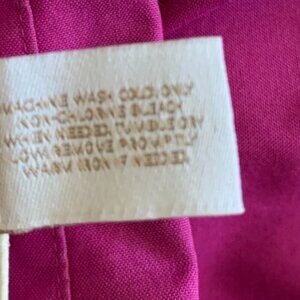 MACHINE WASH COLD ONLY
NON-CHLORINE BLEACH
WHEN NEEDED. TUMBLE DRY
LOW. REMOVE PROMPTLY
WARM IRON IF NEEDED.